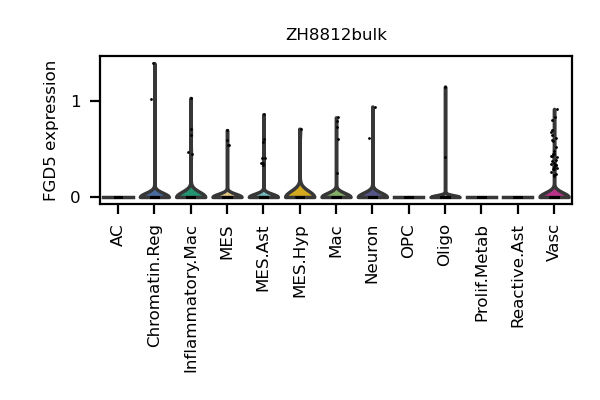 ZH8812bulk
FGD5 expression
1
0
AC
Chromatin.Reg
Inflammatory.Mac
MES
MES.Ast
MES.Hyp
Mac
Neuron
OPC
Oligo
Prolif.Metab
Reactive.Ast
Vasc